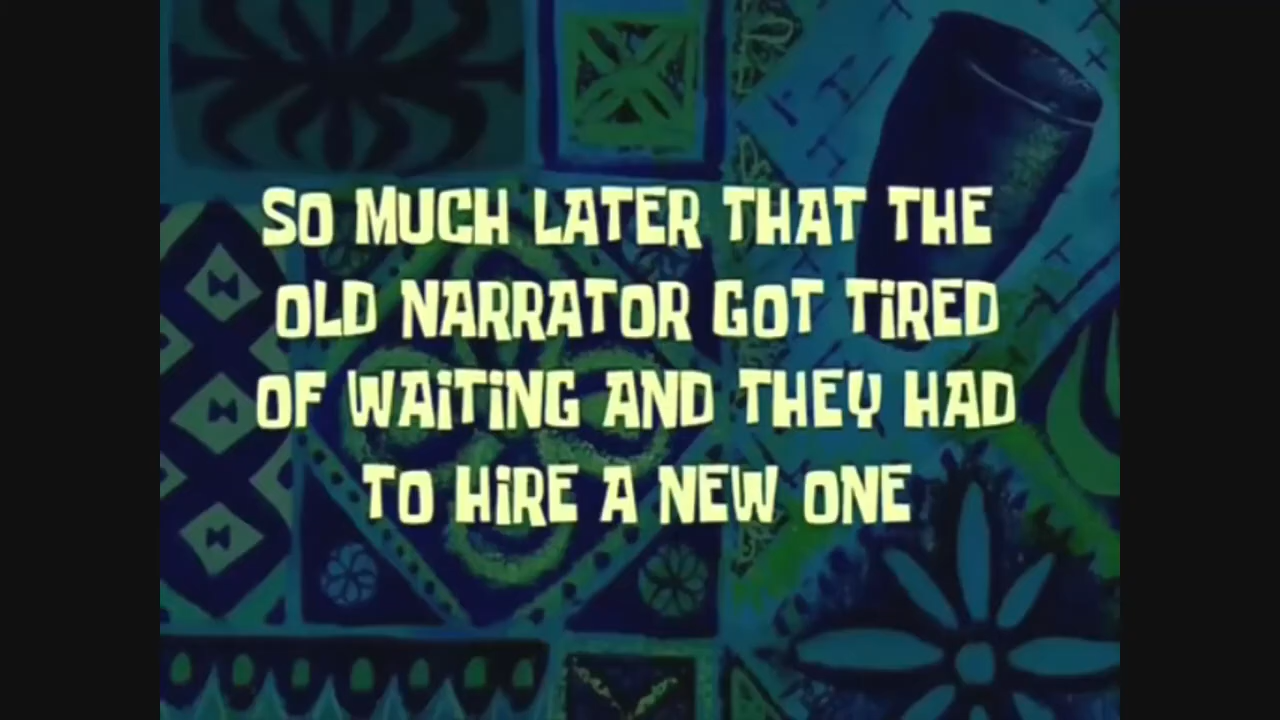 SO MUCH LATER THAT THE
OLD NARRATOR GOT TiRED
OF WAiTiNG AND THEY HAD
TO HiRE A NEW ONE